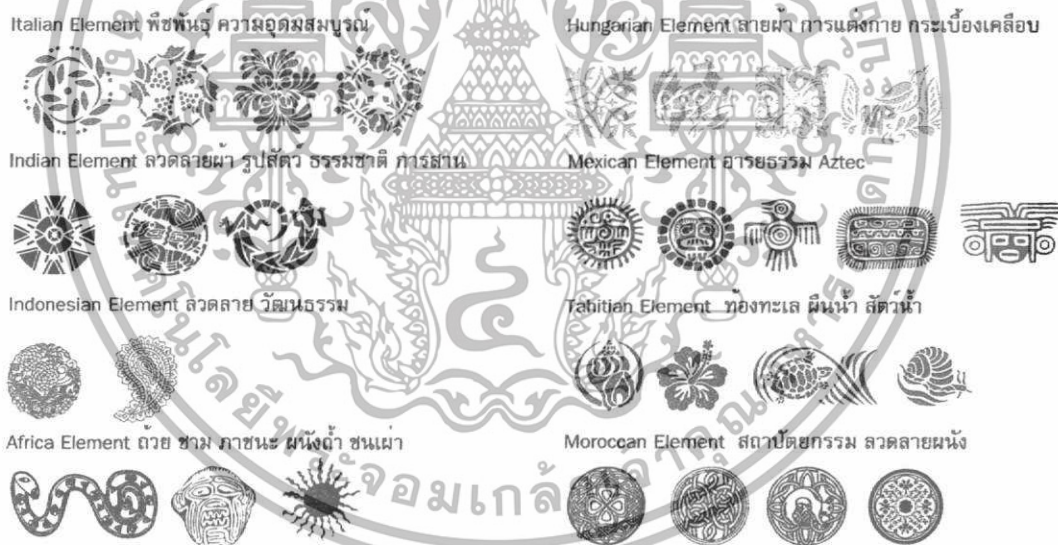 Italian Element พืชพันธุ์ ความอุดมสมบูรณ์
Hungarian Element ลายผ้า การแต่งกาย กระเบื้องเคลือบ
Indian Element ลวดลายผ้า รูปสัตว์ ธรรมชาติ การสาน
Mexican Element อารยธรรม Aztec
Indonesian Element ลวดลาย วัฒนธรรม
Tahitian Element ท้องทะเล ผืนน้ำ สัตว์น้ำ
Africa Element ถ้วย ชาม ภาชนะ ผนังถ้ำ ชนเผ่า
Moroccan Element สถาปัตยกรรม ลวดลายผนัง